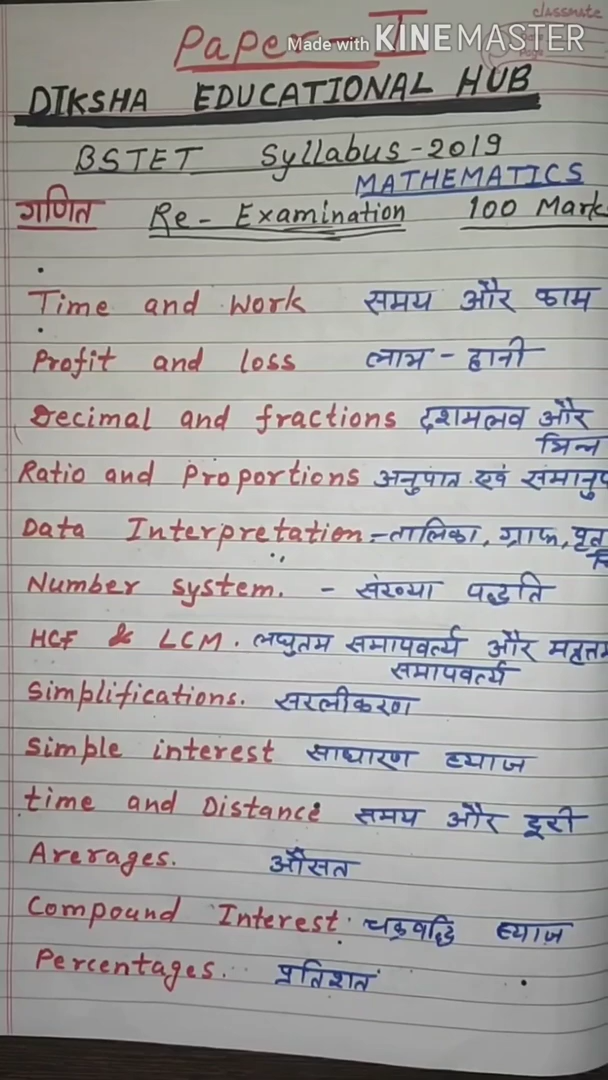 classmate
Paper - I
Made with KINEMASTER
DIKSHA EDUCATIONAL HUB
BSTET Syllabus - 2019
MATHEMATICS
गणित Re - Examination 100 Mark
Time and Work समय और काम
Profit and loss लाभ - हानी
Decimal and fractions दशमलव और
भिन्न
Ratio and Proportions अनुपात एवं समानुप
Data Interpretation - तालिका, ग्राफ, वृत
Number system. - संख्या पद्धति
HCF & LCM. लघुतम समापवर्त्य और महत्तम
समापवर्त्य
Simplifications. सरलीकरण
Simple interest साधारण ब्याज
time and Distance समय और दूरी
Averages. औसत
Compound Interest चक्रवृद्धि ब्याज
Percentages. प्रतिशत